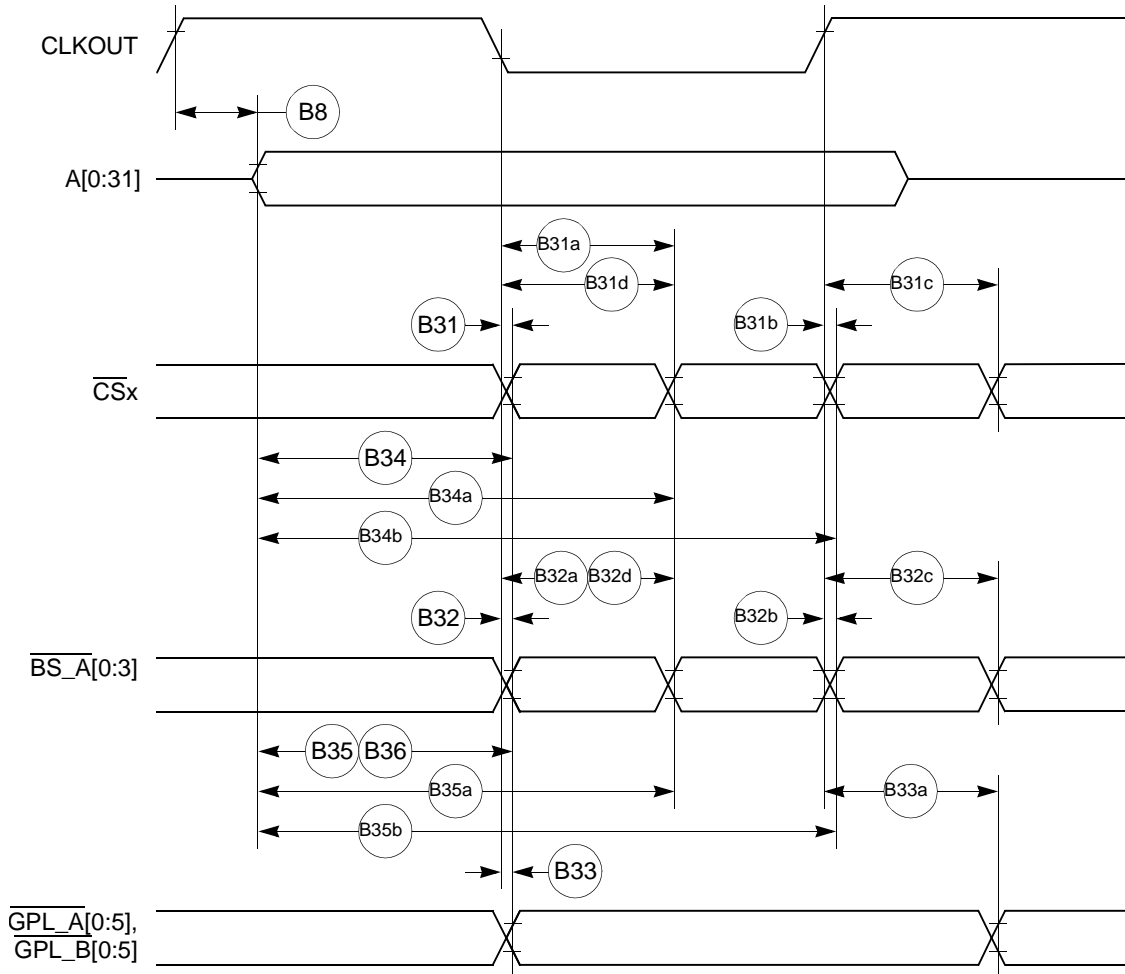 CLKOUT
B8
A[0:31]
B31a
B31d
B31c
B31
B31b
CSx
B34
B34a
B34b
B32a B32d
B32c
B32
B32b
BS_A[0:3]
B35 B36
B35a
B33a
B35b
B33
GPL_A[0:5],
GPL_B[0:5]